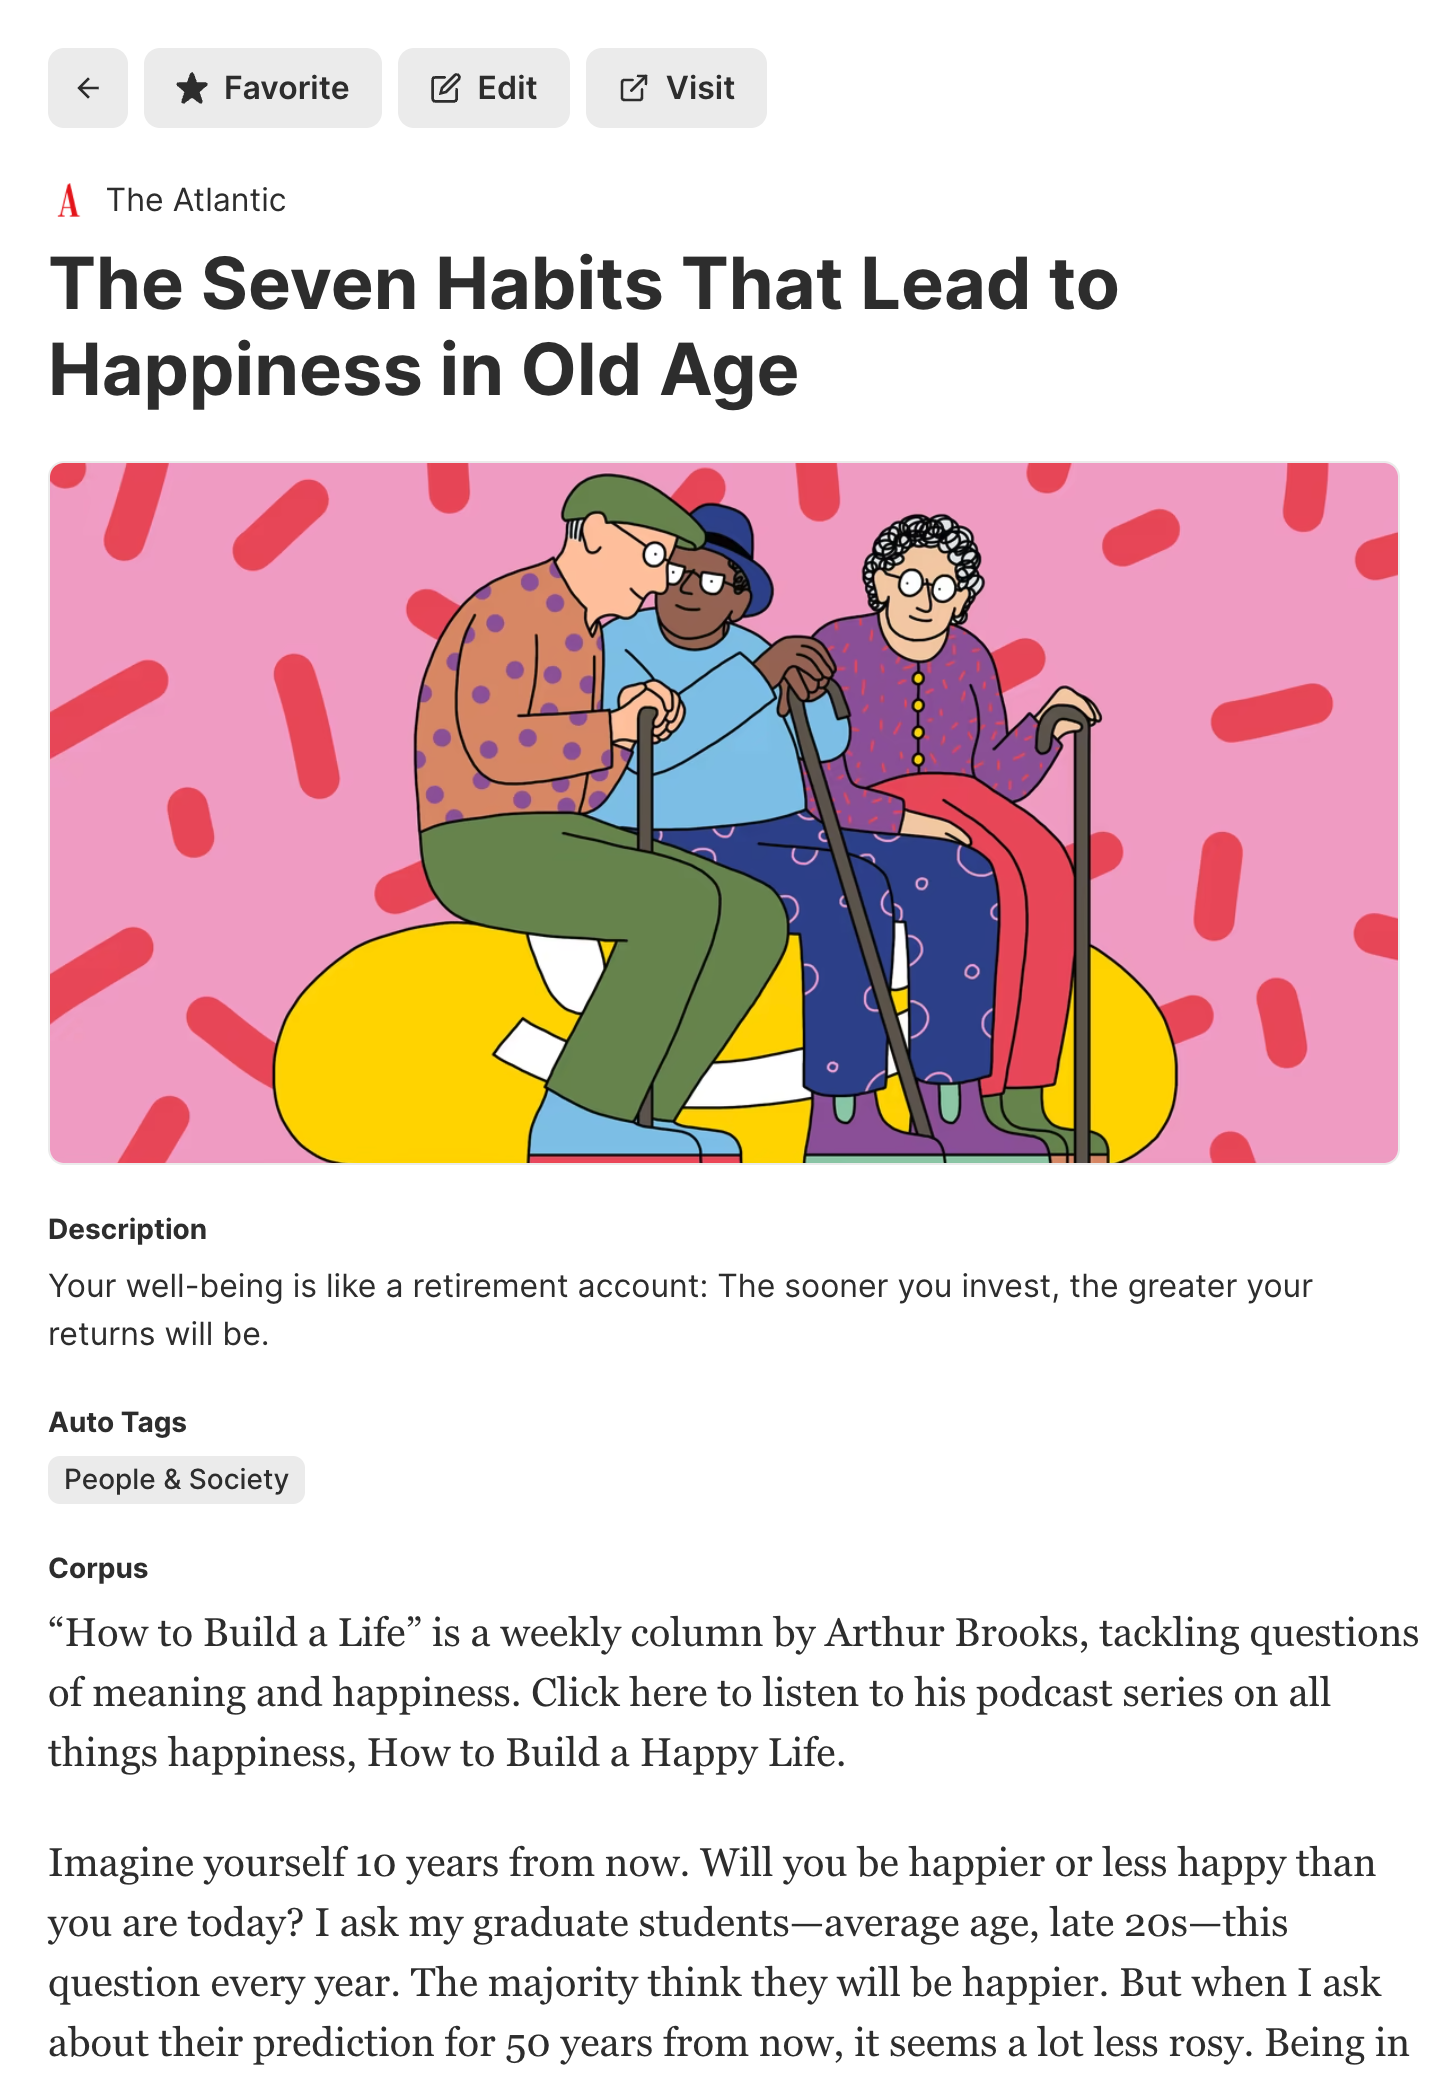 Favorite
Edit
Visit
A The Atlantic
The Seven Habits That Lead to
Happiness in Old Age
Description
Your well-being is like a retirement account: The sooner you invest, the greater your
returns will be.
Auto Tags
People & Society
Corpus
“How to Build a Life” is a weekly column by Arthur Brooks, tackling questions
of meaning and happiness. Click here to listen to his podcast series on all
things happiness, How to Build a Happy Life.
Imagine yourself 10 years from now. Will you be happier or less happy than
you are today? I ask my graduate students—average age, late 20s—this
question every year. The majority think they will be happier. But when I ask
about their prediction for 50 years from now, it seems a lot less rosy. Being in